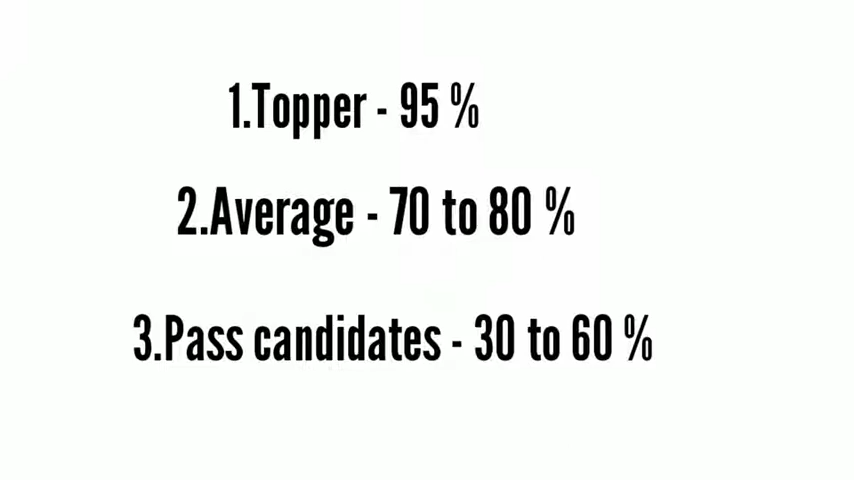 1.Topper - 95 %
2.Average - 70 to 80 %
3.Pass candidates - 30 to 60 %